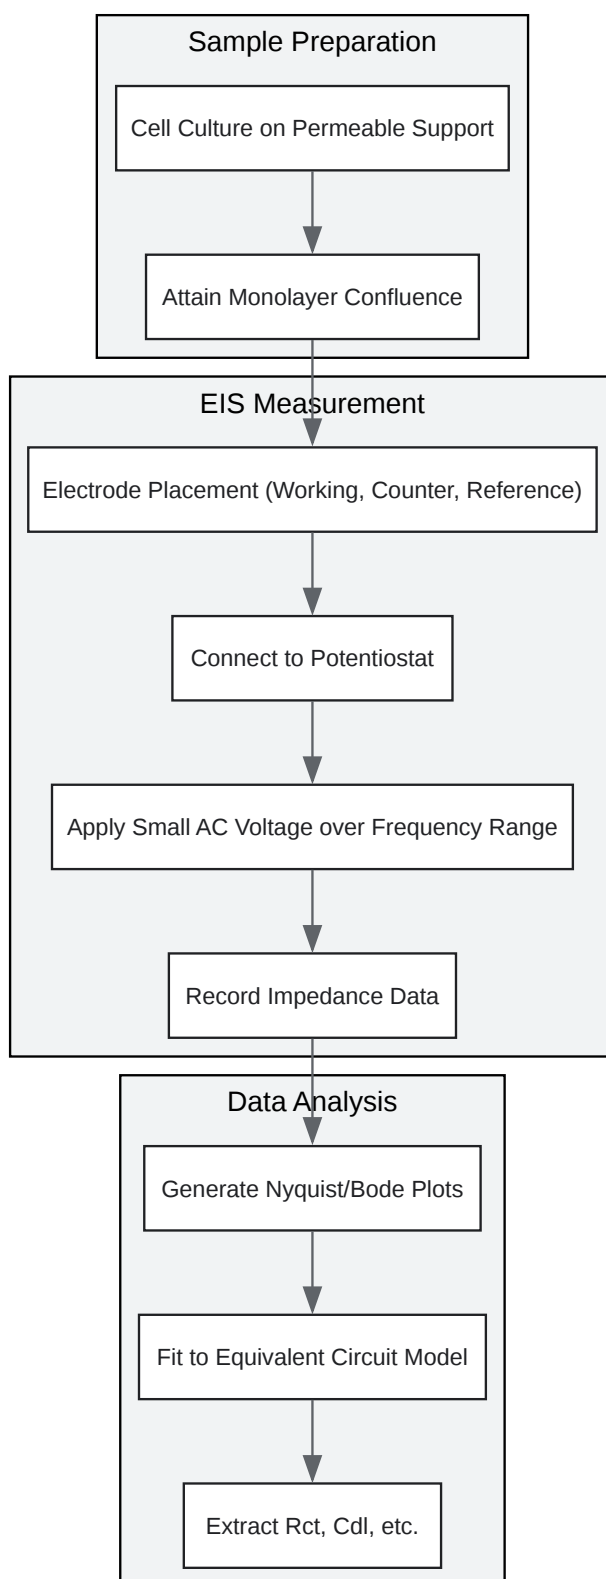 Sample Preparation
Cell Culture on Permeable Support
Attain Monolayer Confluence
EIS Measurement
Electrode Placement (Working, Counter, Reference)
Connect to Potentiostat
Apply Small AC Voltage over Frequency Range
Record Impedance Data
Data Analysis
Generate Nyquist/Bode Plots
Fit to Equivalent Circuit Model
Extract Rct, Cdl, etc.